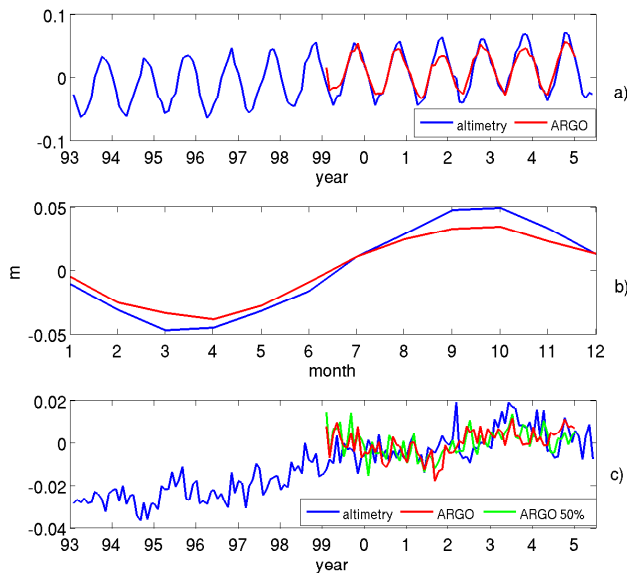 0.1
0
-0.1
93 94 95 96 97 98 99 0 1 2 3 4 5
year
altimetry ARGO
a)
0.05
0
-0.05
m
1 2 3 4 5 6 7 8 9 10 11 12
month
b)
0.02
0
-0.02
-0.04
93 94 95 96 97 98 99 0 1 2 3 4 5
year
altimetry ARGO ARGO 50%
c)